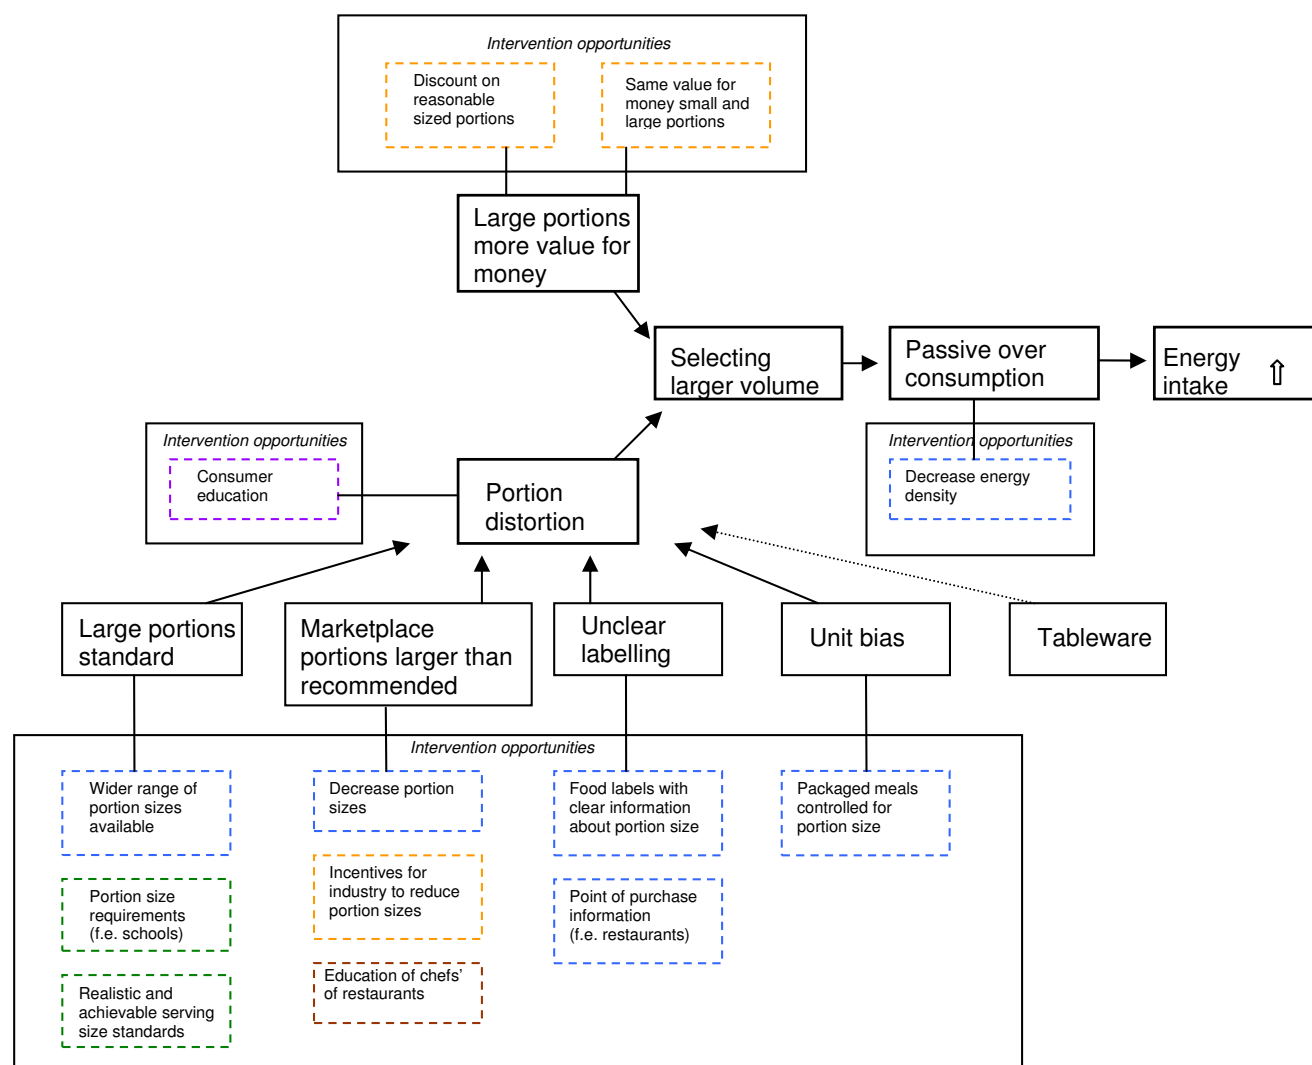 Intervention opportunities
Discount on
reasonable
sized portions
Same value for
money small and
large portions
Large portions
more value for
money
Selecting
larger volume
Passive over
consumption
Energy
intake ⇧
Intervention opportunities
Consumer
education
Portion
distortion
Intervention opportunities
Decrease energy
density
Large portions
standard
Marketplace
portions larger than
recommended
Unclear
labelling
Unit bias
Tableware
Intervention opportunities
Wider range of
portion sizes
available
Decrease portion
sizes
Food labels with
clear information
about portion size
Packaged meals
controlled for
portion size
Portion size
requirements
(f.e. schools)
Incentives for
industry to reduce
portion sizes
Point of purchase
information
(f.e. restaurants)
Realistic and
achievable serving
size standards
Education of chefs'
of restaurants